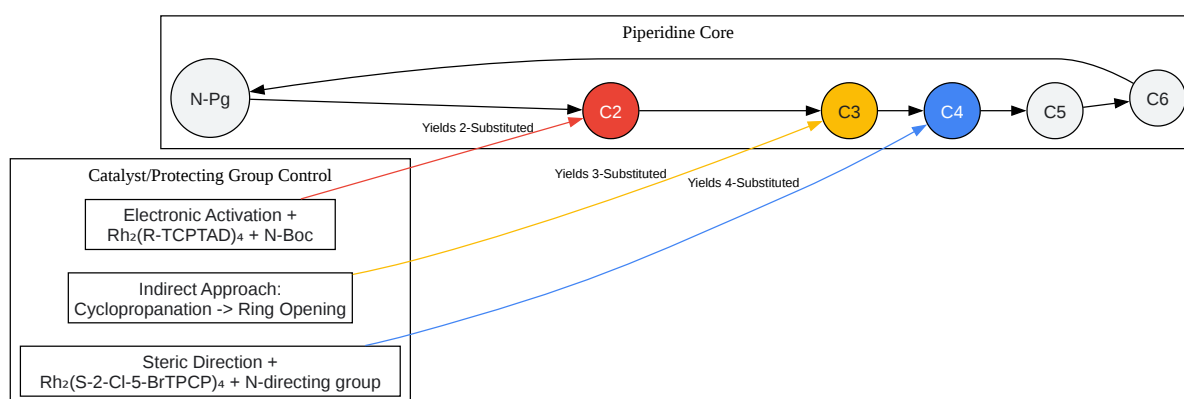 Piperidine Core
N-Pg
C2
C3
C4
C5
C6
Yields 2-Substituted
Yields 3-Substituted
Yields 4-Substituted
Catalyst/Protecting Group Control
Electronic Activation +
Rh₂(R-TCPTAD)₄ + N-Boc
Indirect Approach:
Cyclopropanation -> Ring Opening
Steric Direction +
Rh₂(S-2-Cl-5-BrTPCP)₄ + N-directing group